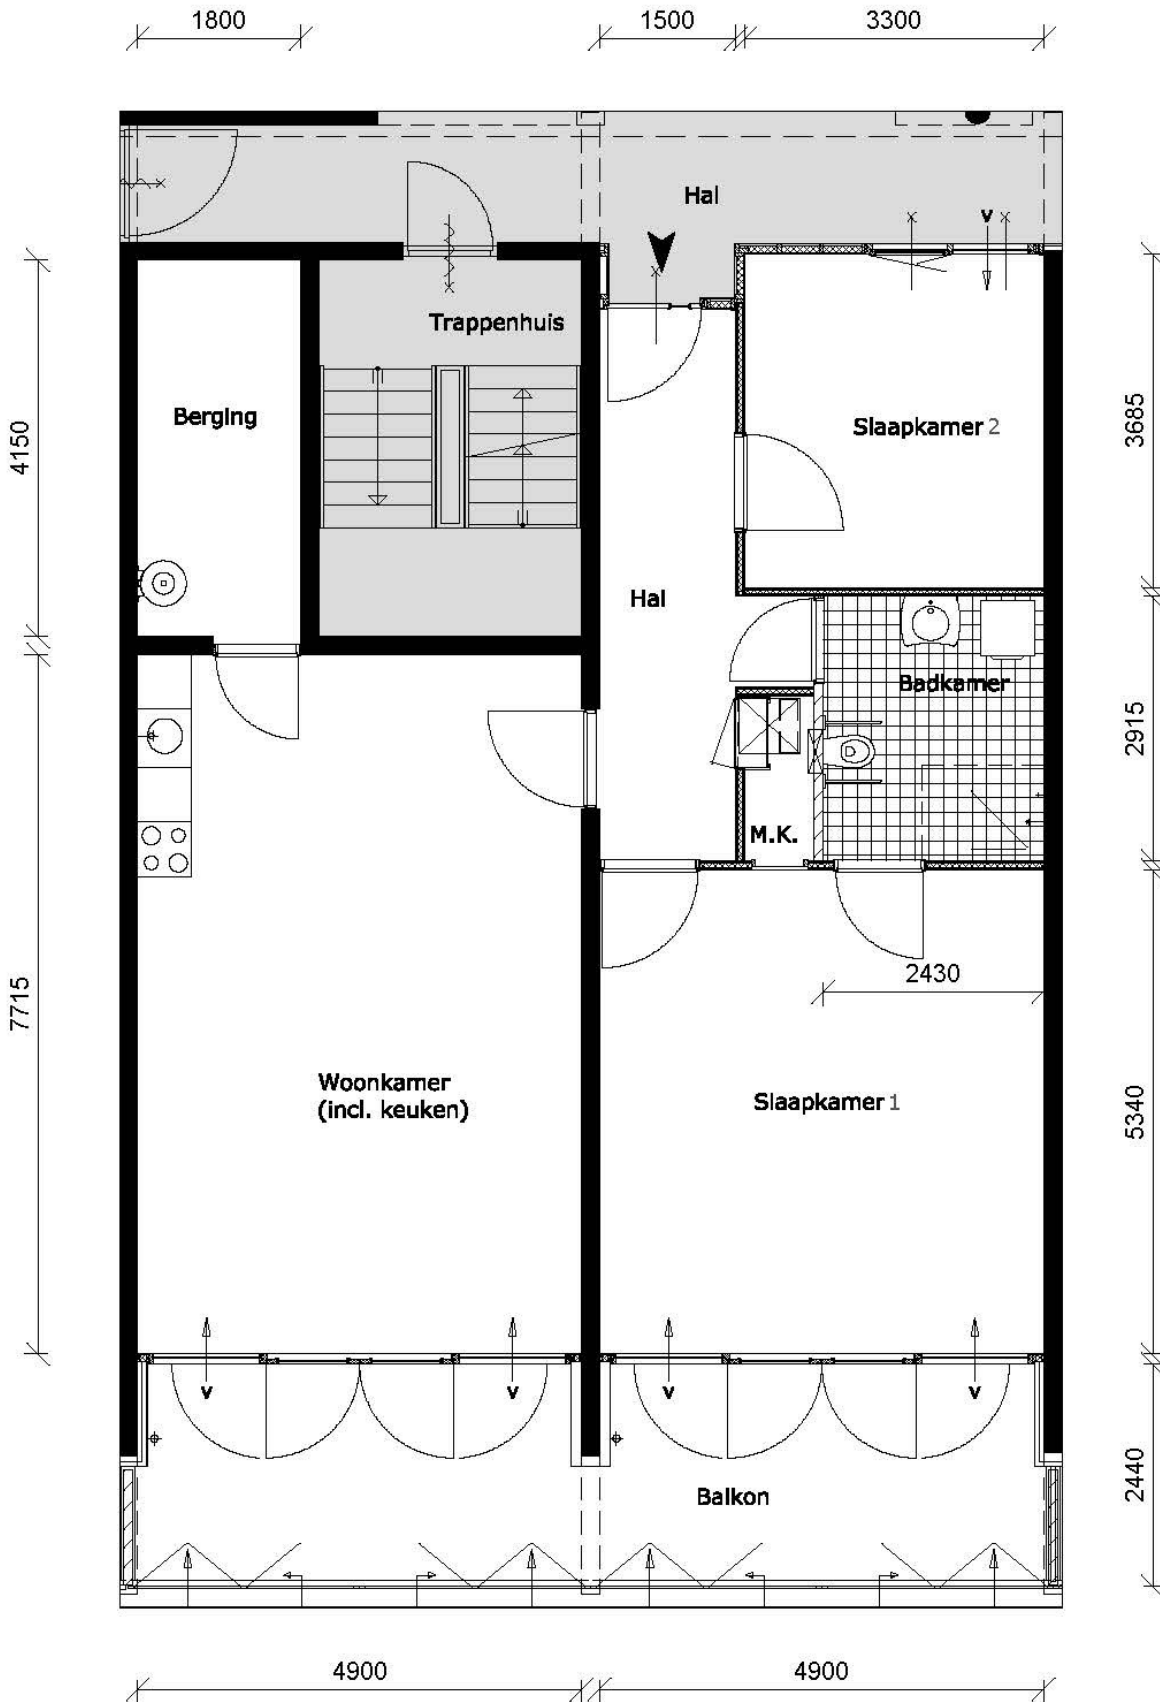 1800
1500
3300
Hal
v
Trappenhuis
Berging
Slaapkamer 2
4150
3685
Hal
Badkamer
2915
M.K.
2430
7715
Woonkamer
(incl. keuken)
Slaapkamer 1
5340
v
v
v
v
Balkon
2440
4900
4900